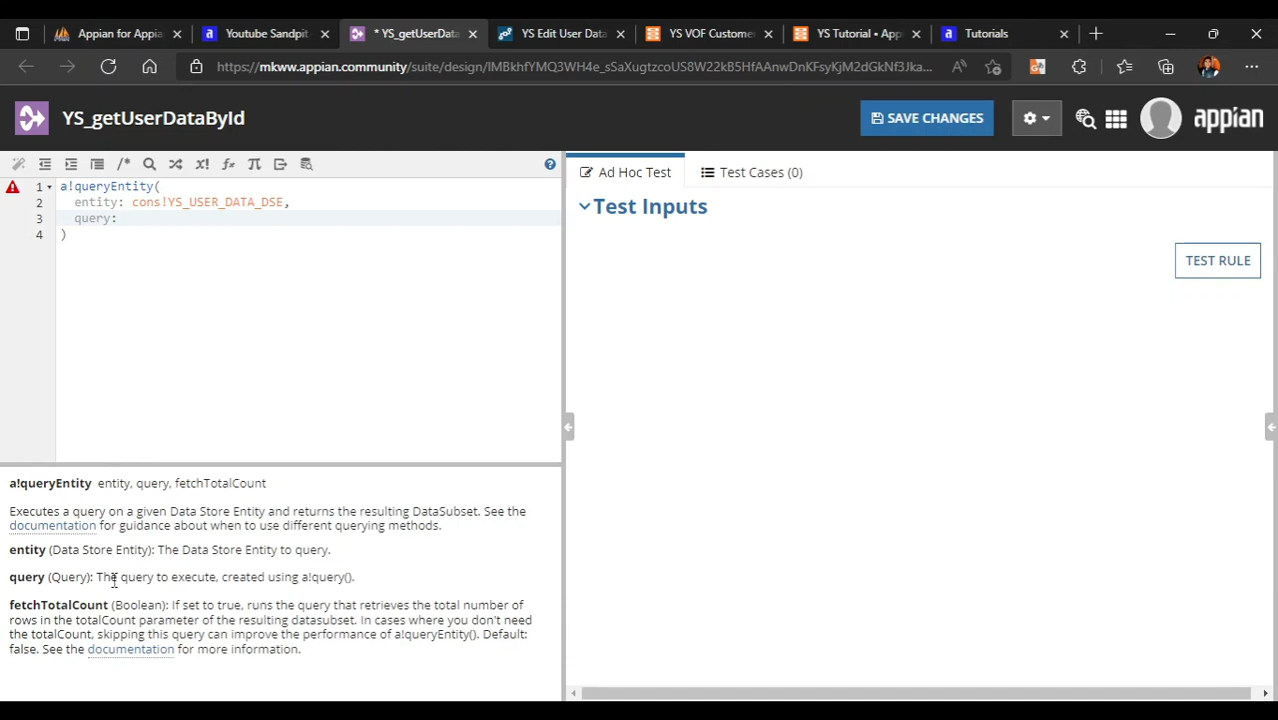 Appian for Appia
Youtube Sandpit
* YS_getUserData
YS Edit User Data
YS VOF Custome
YS Tutorial • App
Tutorials
https://mkww.appian.community/suite/design/
YS_getUserDataById
SAVE CHANGES
appian
Ad Hoc Test
Test Cases (0)
1 a!queryEntity(
2 entity: cons!YS_USER_DATA_DSE,
3 query:
4 )
Test Inputs
TEST RULE
a!queryEntity entity, query, fetchTotalCount
Executes a query on a given Data Store Entity and returns the resulting DataSubset. See the
documentation for guidance about when to use different querying methods.
entity (Data Store Entity): The Data Store Entity to query.
query (Query): The query to execute, created using a!query().
fetchTotalCount (Boolean): If set to true, runs the query that retrieves the total number of
rows in the totalCount parameter of the resulting datasubset. In cases where you don't need
the totalCount, skipping this query can improve the performance of a!queryEntity(). Default:
false. See the documentation for more information.